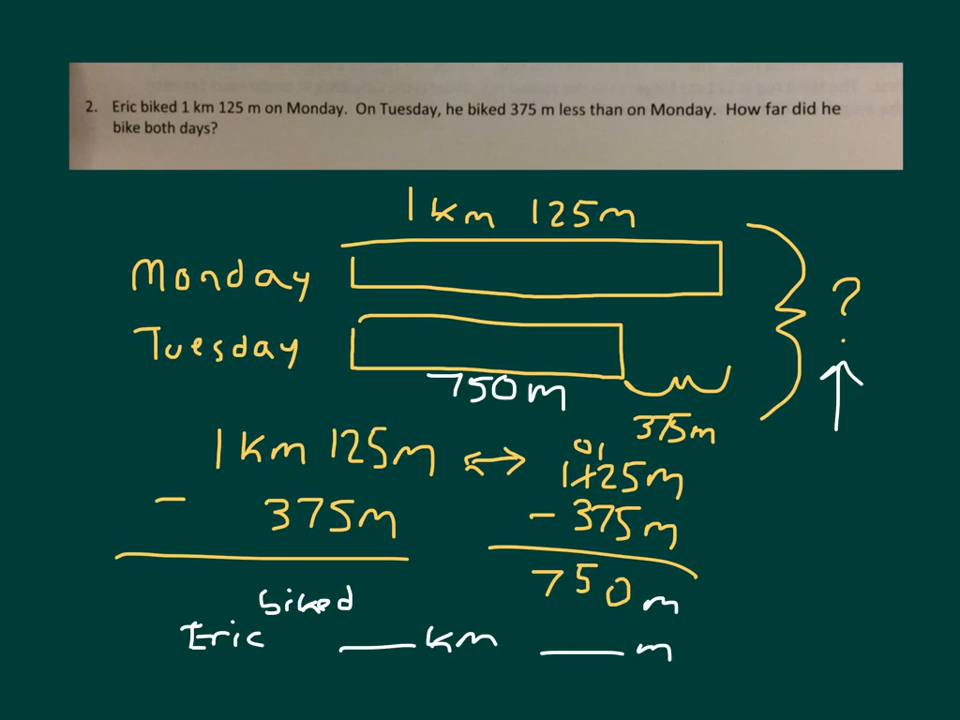 2. Eric biked 1 km 125 m on Monday. On Tuesday, he biked 375 m less than on Monday. How far did he
bike both days?
1 km 125m
Monday
?
Tuesday
750m
375m
1 km 125m ↔ 1125m
- 375m
- 375m
750m
biked
Eric ___ km ___ m